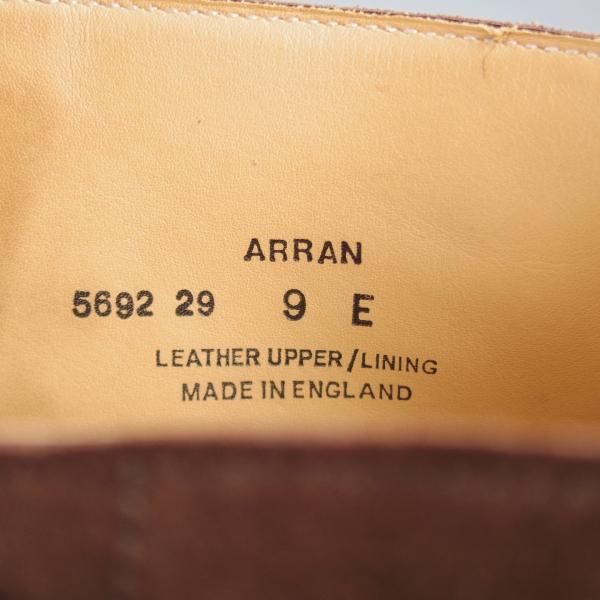 ARRAN
5692 29 9 E
LEATHER UPPER/LINING
MADE IN ENGLAND